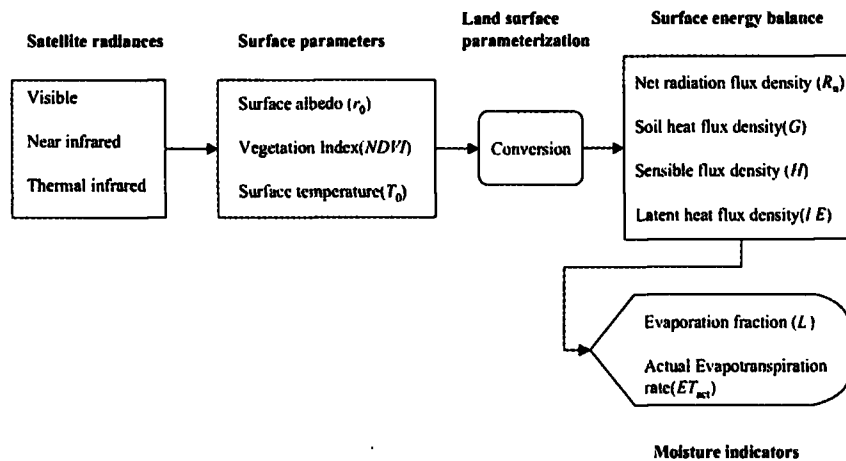 Satellite radiances
Visible
Near infrared
Thermal infrared
Surface parameters
Surface albedo (r₀)
Vegetation Index(NDVI)
Surface temperature(T₀)
Land surface
parameterization
Conversion
Surface energy balance
Net radiation flux density (Rₙ)
Soil heat flux density(G)
Sensible flux density (H)
Latent heat flux density(l E)
Evaporation fraction (L)
Actual Evapotranspiration
rate(ET_act)
Moisture indicators